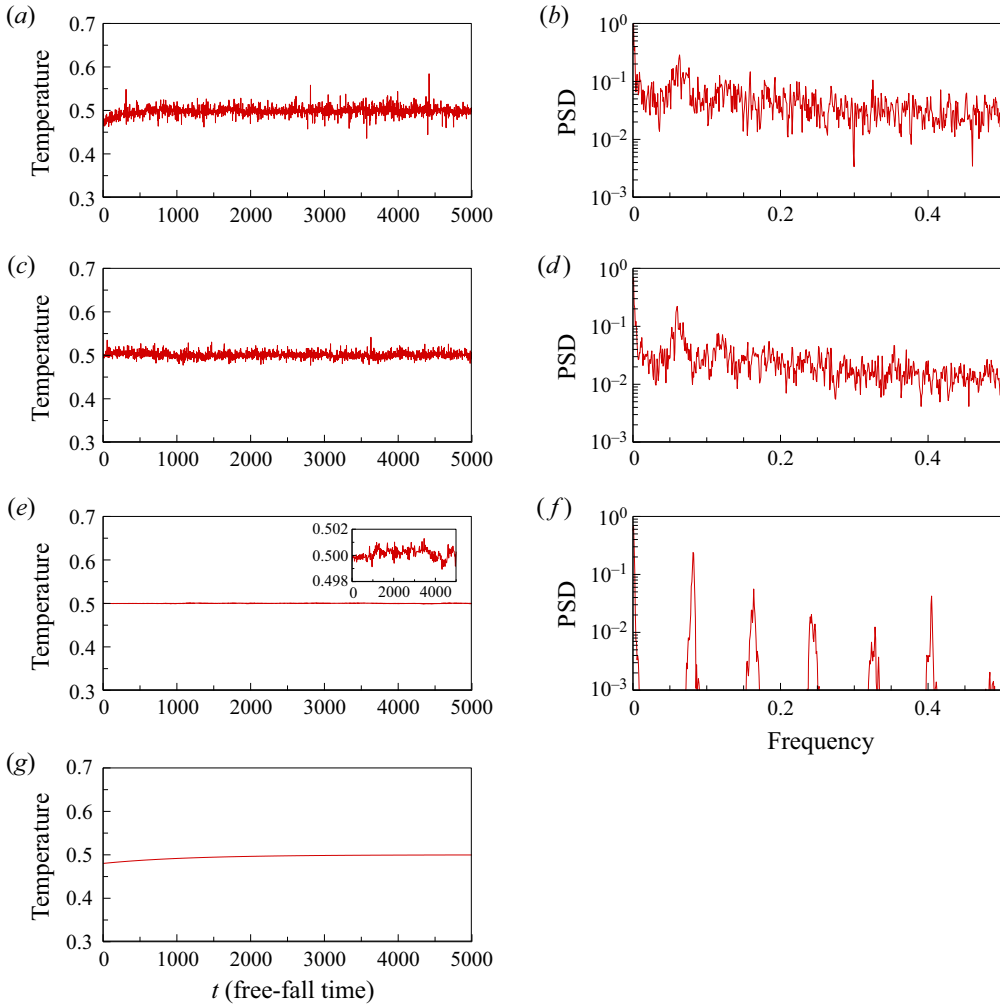 (a)
0.7
0.6
0.5
0.4
0.3
Temperature
0 1000 2000 3000 4000 5000
(b)
10^0
10^−1
10^−2
10^−3
PSD
0 0.2 0.4
(c)
0.7
0.6
0.5
0.4
0.3
Temperature
0 1000 2000 3000 4000 5000
(d)
10^0
10^−1
10^−2
10^−3
PSD
0 0.2 0.4
(e)
0.7
0.6
0.5
0.4
0.3
Temperature
0.502
0.500
0.498
0 2000 4000
0 1000 2000 3000 4000 5000
(f)
10^0
10^−1
10^−2
10^−3
PSD
0 0.2 0.4
Frequency
(g)
0.7
0.6
0.5
0.4
0.3
Temperature
0 1000 2000 3000 4000 5000
t (free-fall time)